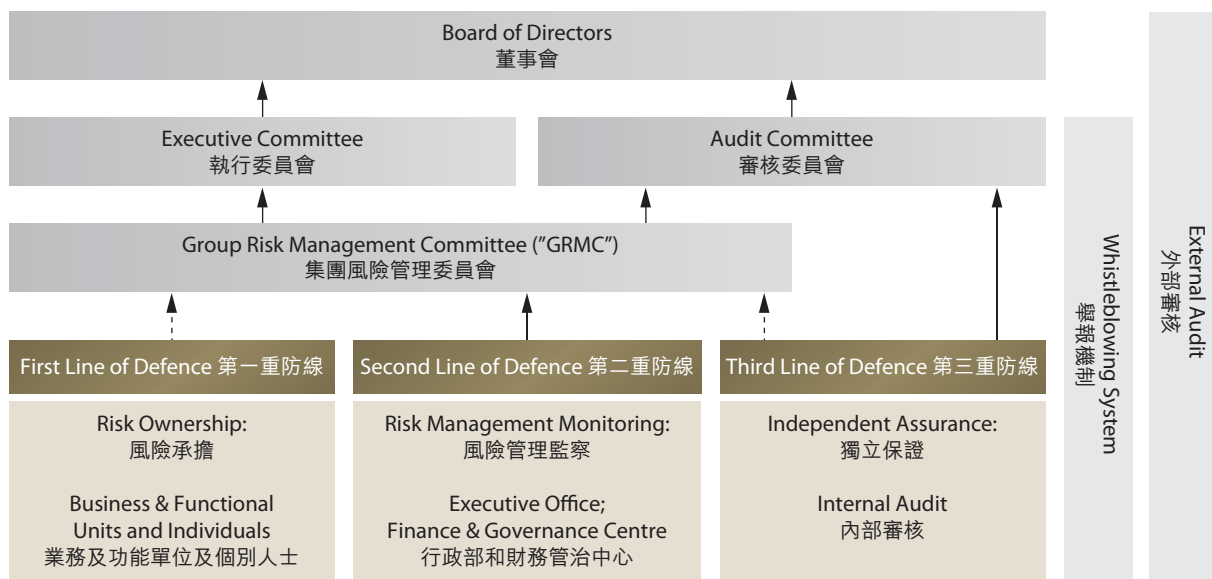 Board of Directors
董事會
Executive Committee
執行委員會
Audit Committee
審核委員會
Group Risk Management Committee (”GRMC”)
集團風險管理委員會
First Line of Defence 第一重防線
Second Line of Defence 第二重防線
Third Line of Defence 第三重防線
Risk Ownership:
風險承擔
Business & Functional
Units and Individuals
業務及功能單位及個別人士
Risk Management Monitoring:
風險管理監察
Executive Office;
Finance & Governance Centre
行政部和財務管治中心
Independent Assurance:
獨立保證
Internal Audit
內部審核
Whistleblowing System
舉報機制
External Audit
外部審核